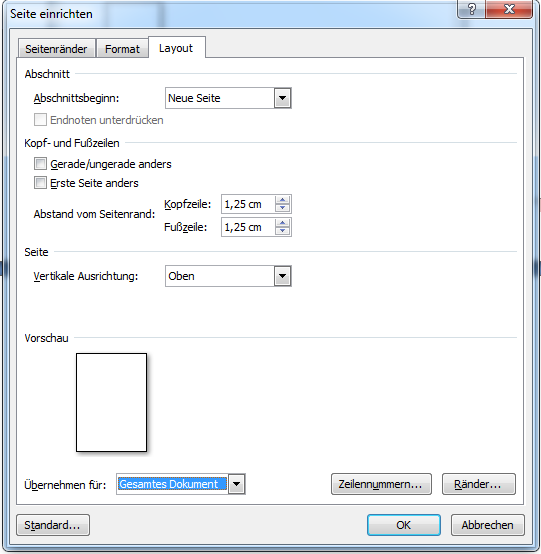 Seite einrichten
Seitenränder Format Layout
Abschnitt
Abschnittsbeginn: Neue Seite
Endnoten unterdrücken
Kopf- und Fußzeilen
Gerade/ungerade anders
Erste Seite anders
Abstand vom Seitenrand: Kopfzeile: 1,25 cm
Fußzeile: 1,25 cm
Seite
Vertikale Ausrichtung: Oben
Vorschau
Übernehmen für: Gesamtes Dokument Zeilennummern... Ränder...
Standard... OK Abbrechen